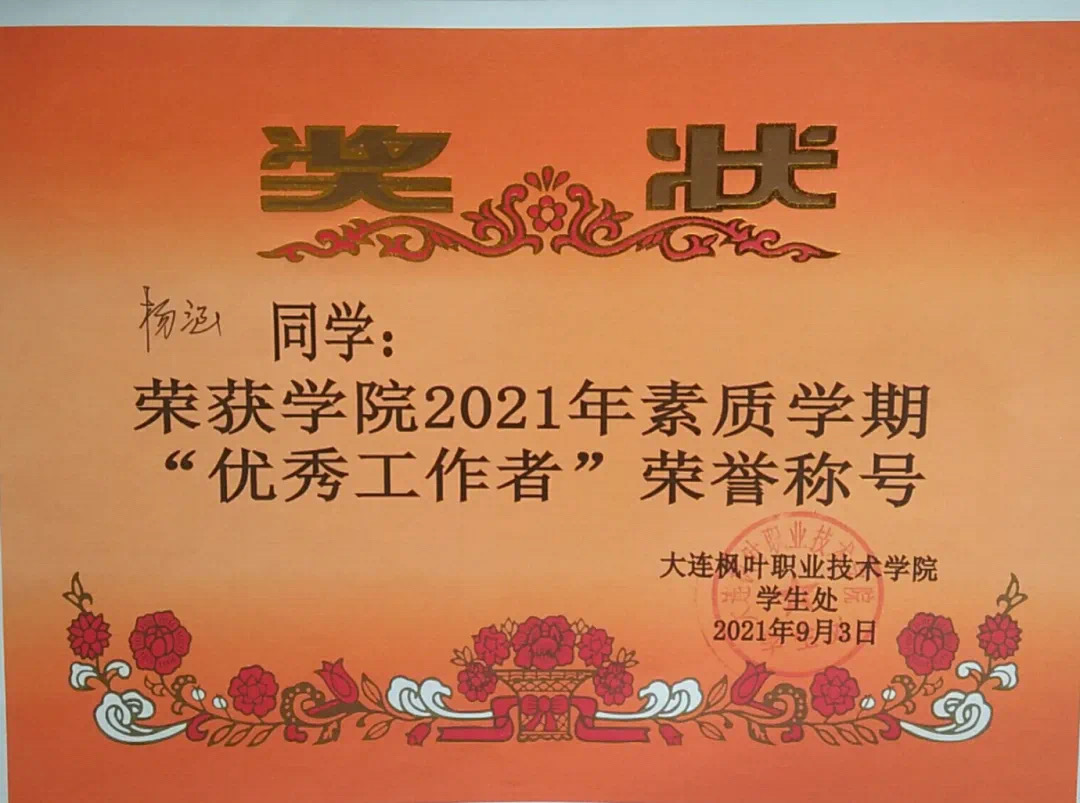 奖状
杨涵 同学：
荣获学院2021年素质学期
“优秀工作者”荣誉称号
大连枫叶职业技术学院
学生处
2021年9月3日